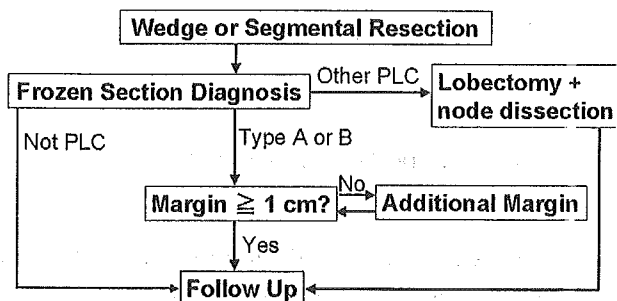 Wedge or Segmental Resection
Other PLC
Lobectomy +
node dissection
Frozen Section Diagnosis
Not PLC
Type A or B
Margin ≧ 1 cm?
No
Additional Margin
Yes
Follow Up